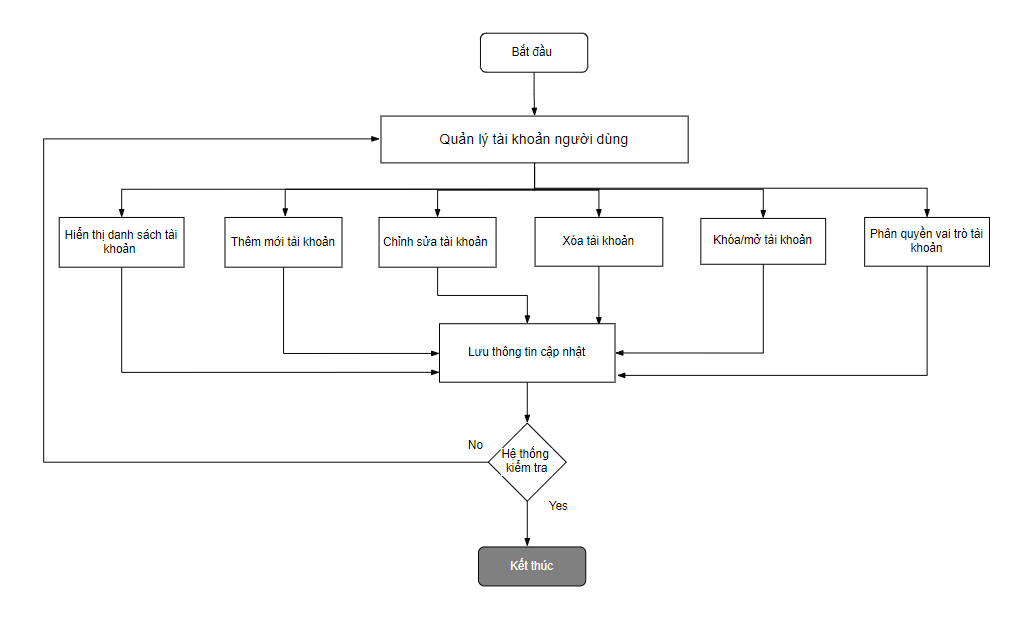 Bắt đầu
Quản lý tài khoản người dùng
Hiển thị danh sách tài
khoản
Thêm mới tài khoản
Chỉnh sửa tài khoản
Xóa tài khoản
Khóa/mở tài khoản
Phân quyền vai trò tài
khoản
Lưu thông tin cập nhật
No
Hệ thống
kiểm tra
Yes
Kết thúc